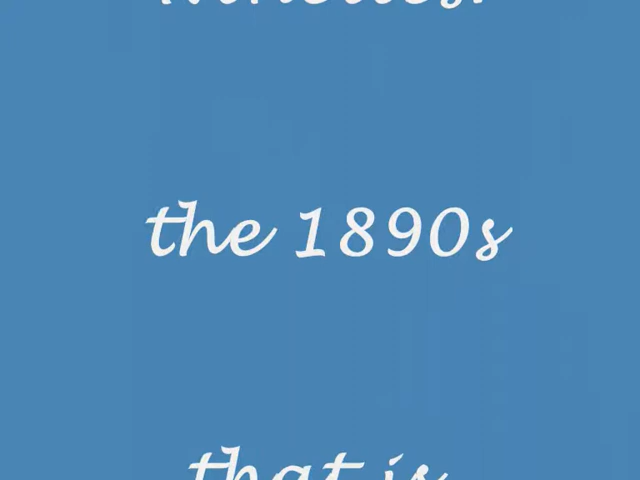 the 1890s
that is